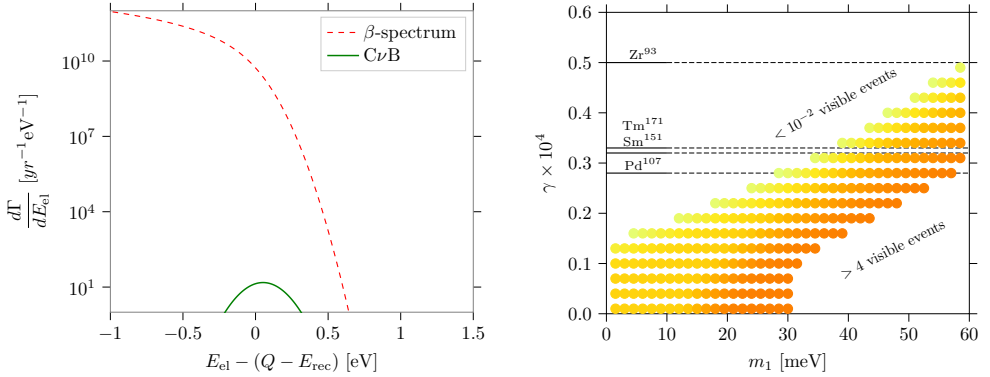 β-spectrum
CνB
10^10
10^7
10^4
10^1
dΓ/dE_el [yr^−1 eV^−1]
−1 −0.5 0 0.5 1 1.5
E_el − (Q − E_rec) [eV]
0.6
0.5
0.4
0.3
0.2
0.1
0.0
γ × 10^4
Zr^93
< 10^−2 visible events
Tm^171
Sm^151
Pd^107
> 4 visible events
0 10 20 30 40 50 60
m_1 [meV]